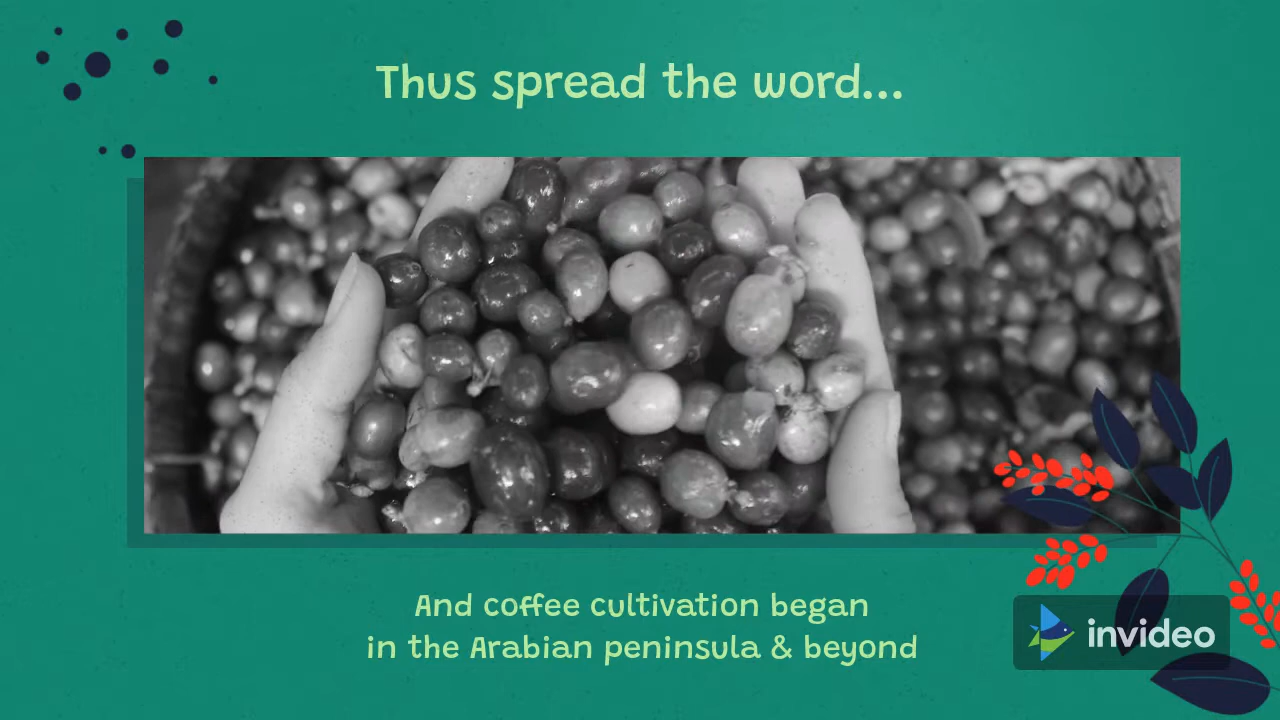 Thus spread the word...
And coffee cultivation began
in the Arabian peninsula & beyond
invideo